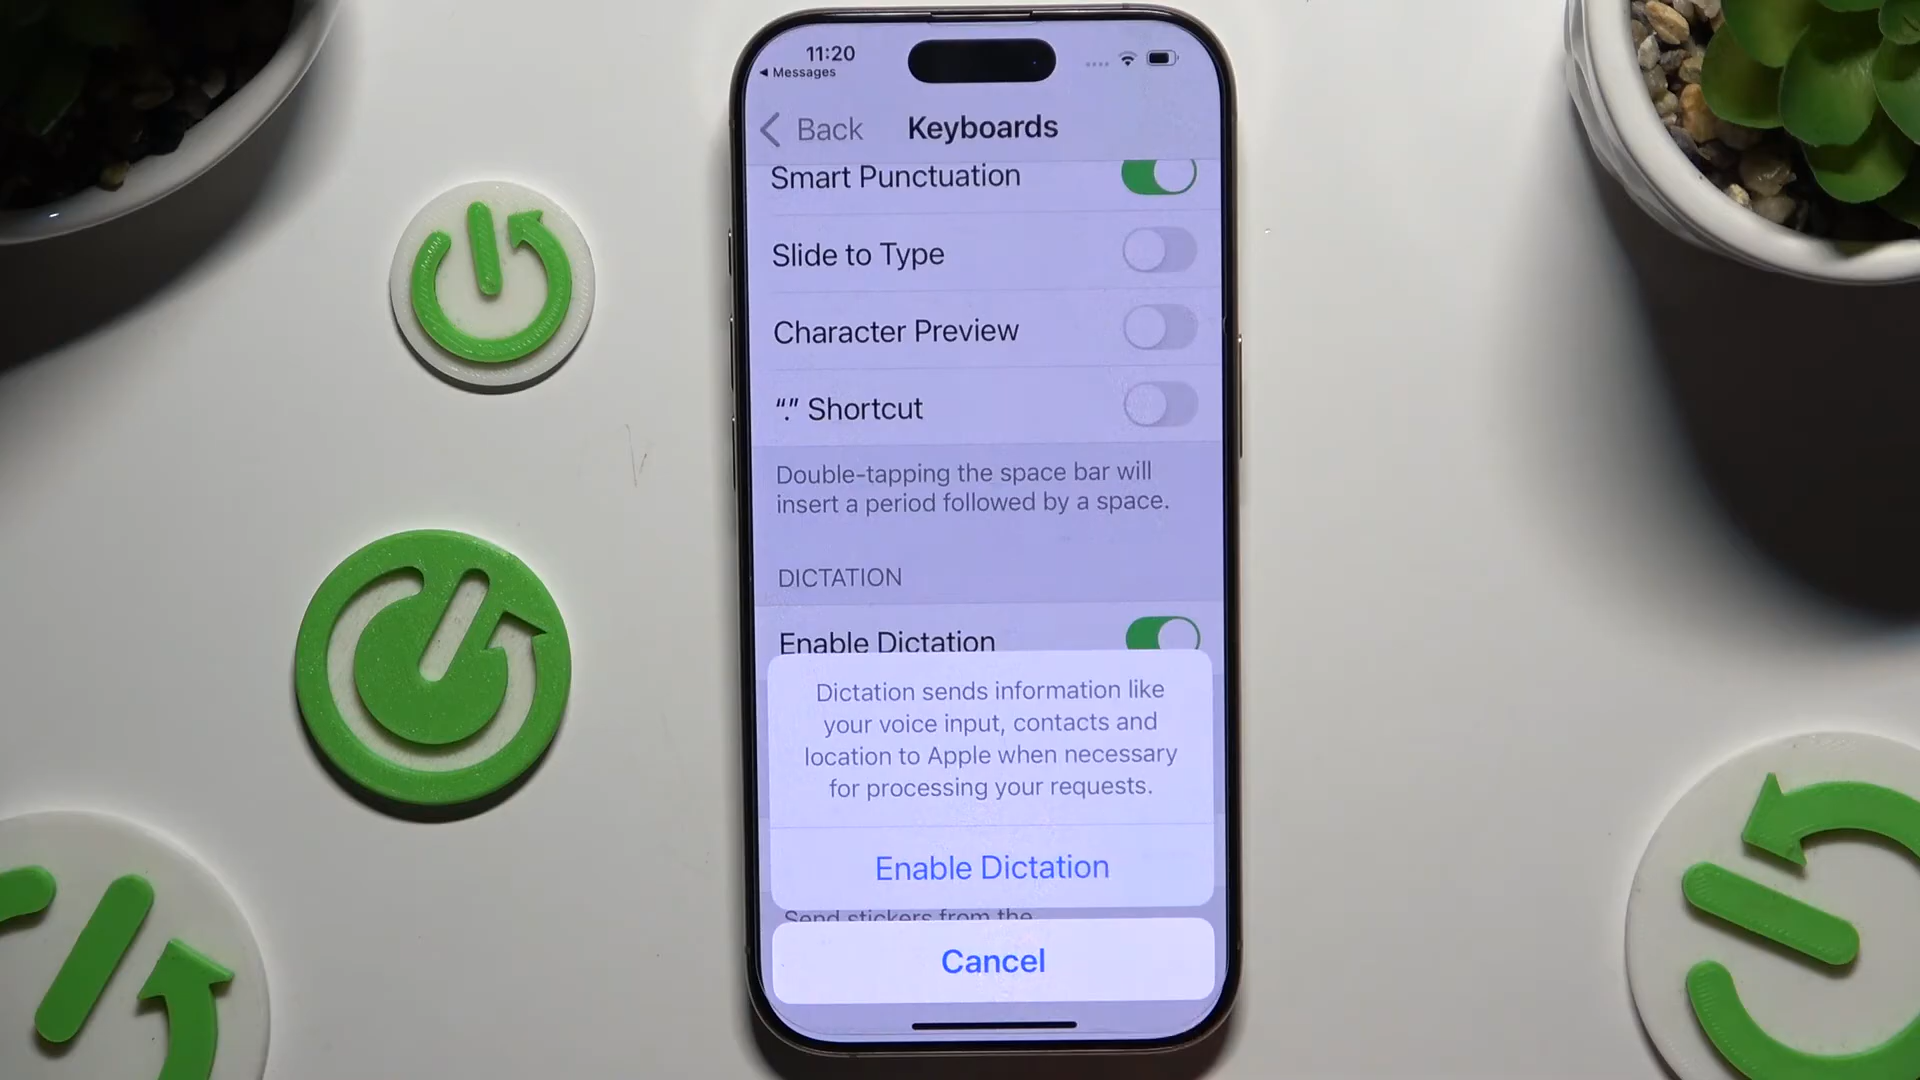 11:20
Messages
Back
Keyboards
Smart Punctuation
Slide to Type
Character Preview
“.” Shortcut
Double-tapping the space bar will
insert a period followed by a space.
DICTATION
Enable Dictation
Dictation sends information like
your voice input, contacts and
location to Apple when necessary
for processing your requests.
Enable Dictation
Send stickers from the
Cancel